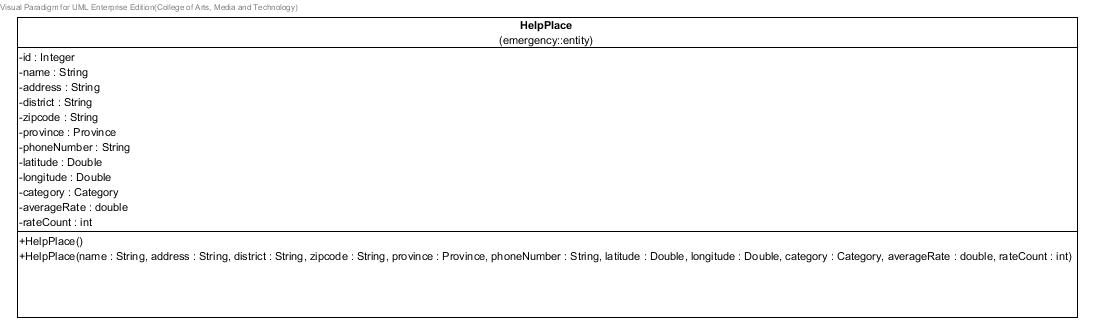 Visual Paradigm for UML Enterprise Edition(College of Arts, Media and Technology)
HelpPlace
(emergency::entity)
-id : Integer
-name : String
-address : String
-district : String
-zipcode : String
-province : Province
-phoneNumber : String
-latitude : Double
-longitude : Double
-category : Category
-averageRate : double
-rateCount : int
+HelpPlace()
+HelpPlace(name : String, address : String, district : String, zipcode : String, province : Province, phoneNumber : String, latitude : Double, longitude : Double, category : Category, averageRate : double, rateCount : int)